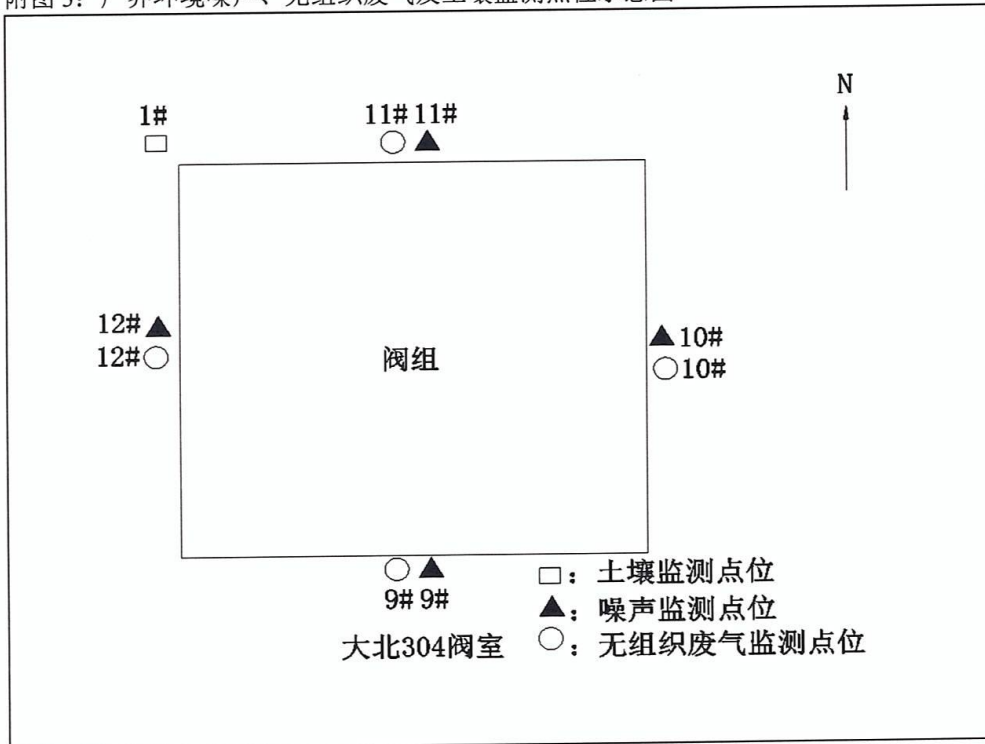 N
1#
11# 11#
12#
12#
阀组
10#
10#
9# 9#
□：土壤监测点位
▲：噪声监测点位
大北304阀室
○：无组织废气监测点位